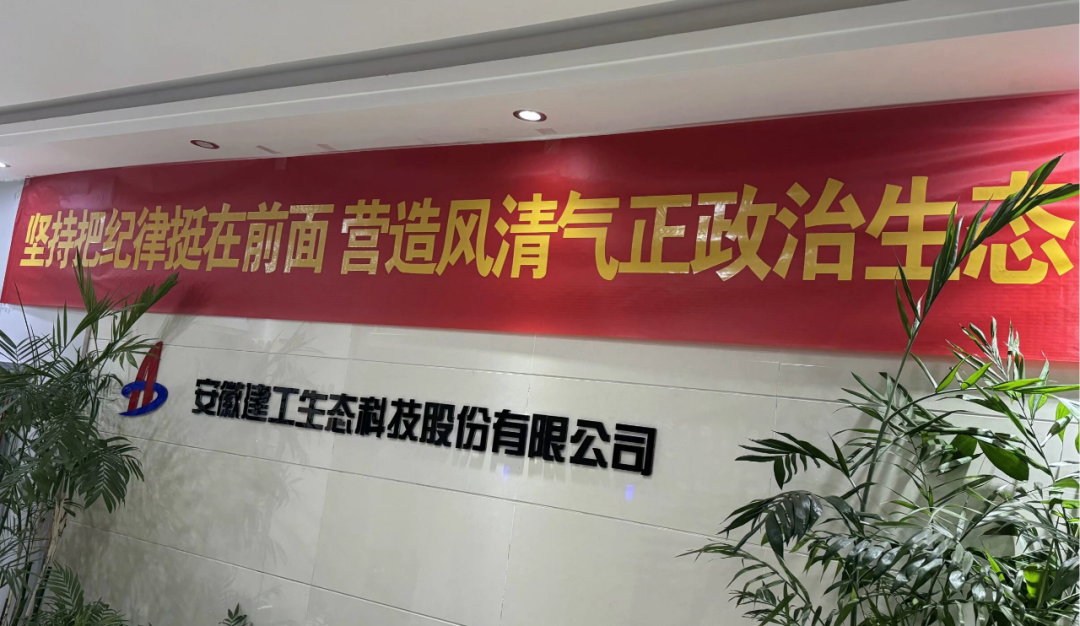 坚持把纪律挺在前面 营造风清气正政治生态
安徽建工生态科技股份有限公司